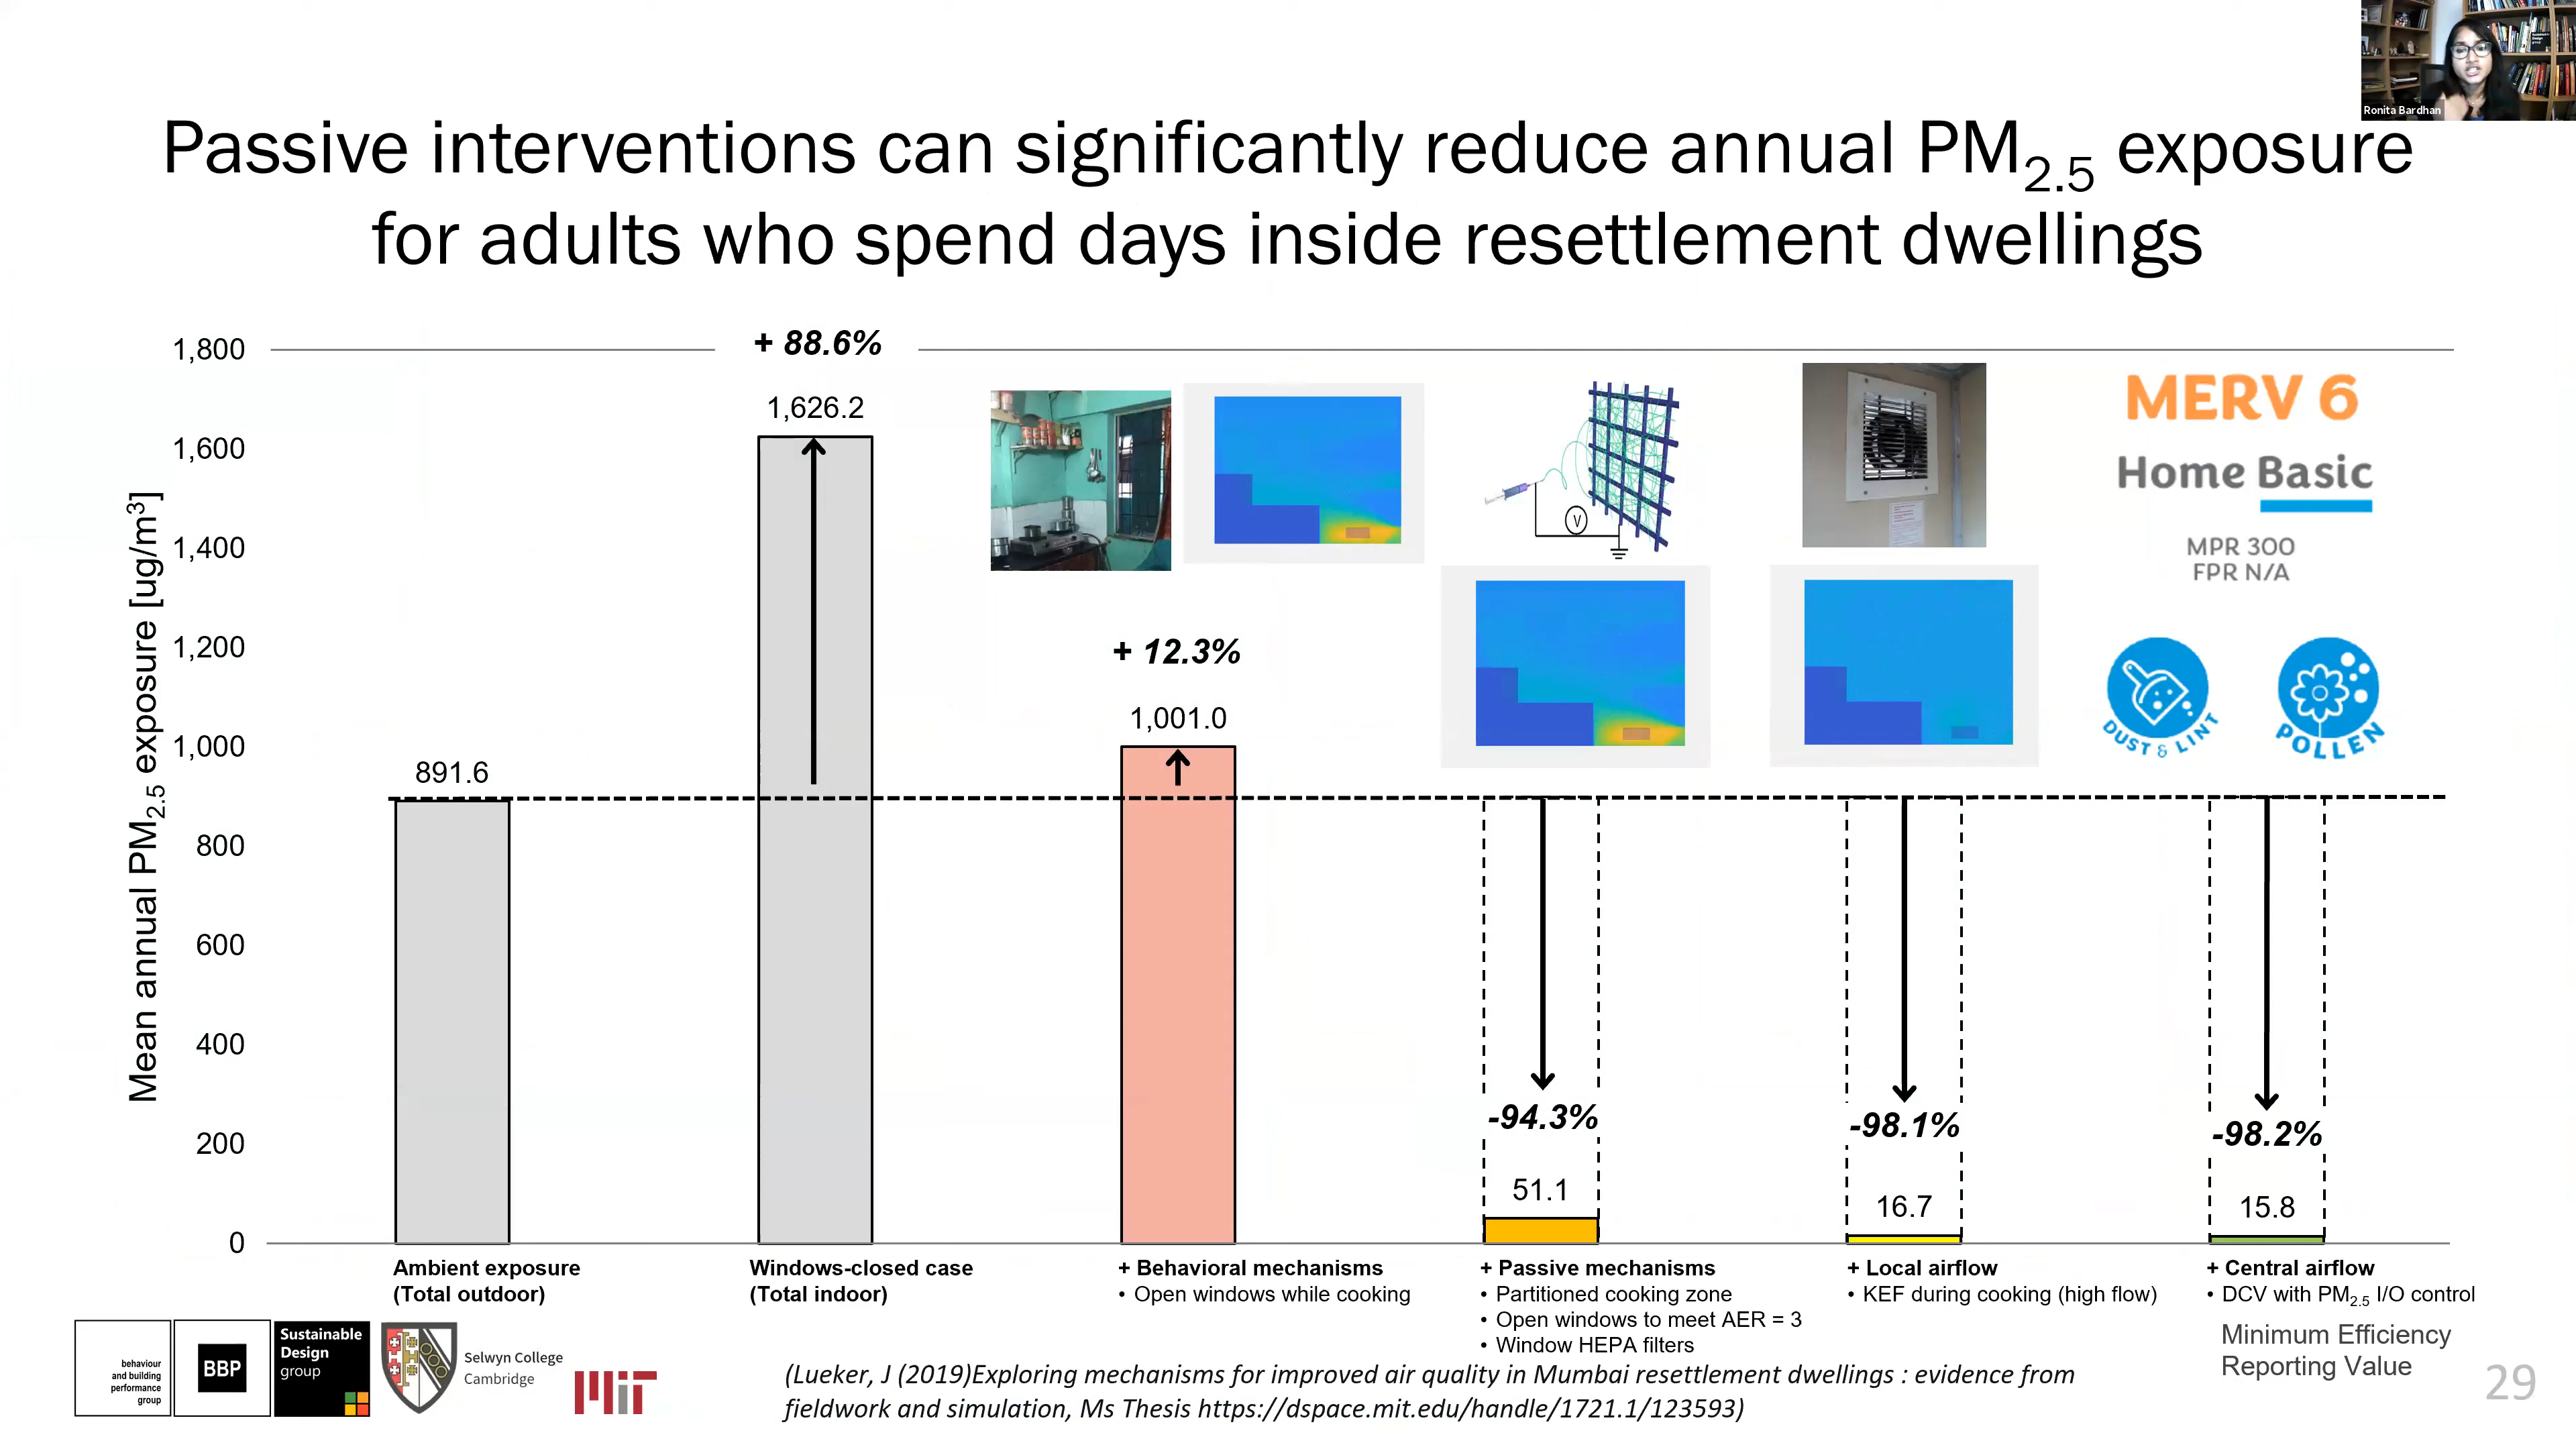 Ronita Bardhan
Passive interventions can significantly reduce annual PM2.5 exposure
for adults who spend days inside resettlement dwellings
Mean annual PM2.5 exposure [ug/m3]
1,800
1,600
1,400
1,200
1,000
800
600
400
200
0
891.6
+ 88.6%
1,626.2
+ 12.3%
1,001.0
V
-94.3%
51.1
-98.1%
16.7
-98.2%
15.8
MERV 6
Home Basic
MPR 300
FPR N/A
DUST & LINT
POLLEN
Ambient exposure
(Total outdoor)
Windows-closed case
(Total indoor)
+ Behavioral mechanisms
• Open windows while cooking
+ Passive mechanisms
• Partitioned cooking zone
• Open windows to meet AER = 3
• Window HEPA filters
+ Local airflow
• KEF during cooking (high flow)
+ Central airflow
• DCV with PM2.5 I/O control
Minimum Efficiency
Reporting Value
behaviour
and building
performance
group
BBP
Sustainable
Design
group
Selwyn College
Cambridge
MIT
(Lueker, J (2019)Exploring mechanisms for improved air quality in Mumbai resettlement dwellings : evidence from
fieldwork and simulation, Ms Thesis https://dspace.mit.edu/handle/1721.1/123593)
29